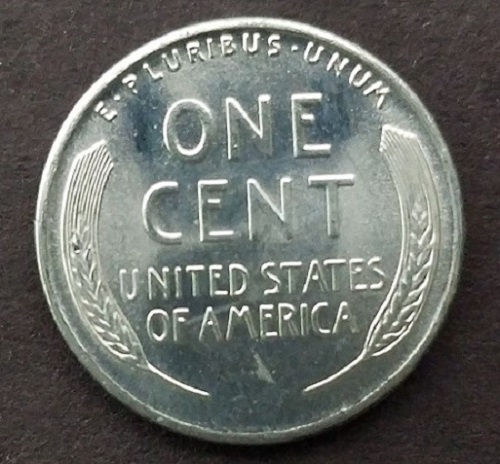 E·PLURIBUS·UNUM
ONE
CENT
UNITED STATES
OF AMERICA